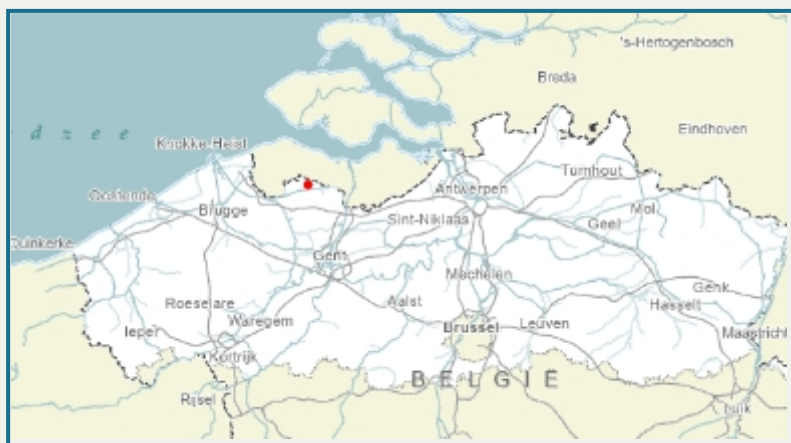 's-Hertogenbosch
Breda
Eindhoven
d z e e
Knokke-Heist
Turnhout
Antwerpen
Oostende
Mol
Brugge
Sint-Niklaas
Geel
Duinkerke
Gent
Mechelen
Genk
Roeselare
Aalst
Hasselt
Waregem
Brussel
Leuven
Ieper
Maastricht
Kortrijk
BELGIË
Rijsel
Luik